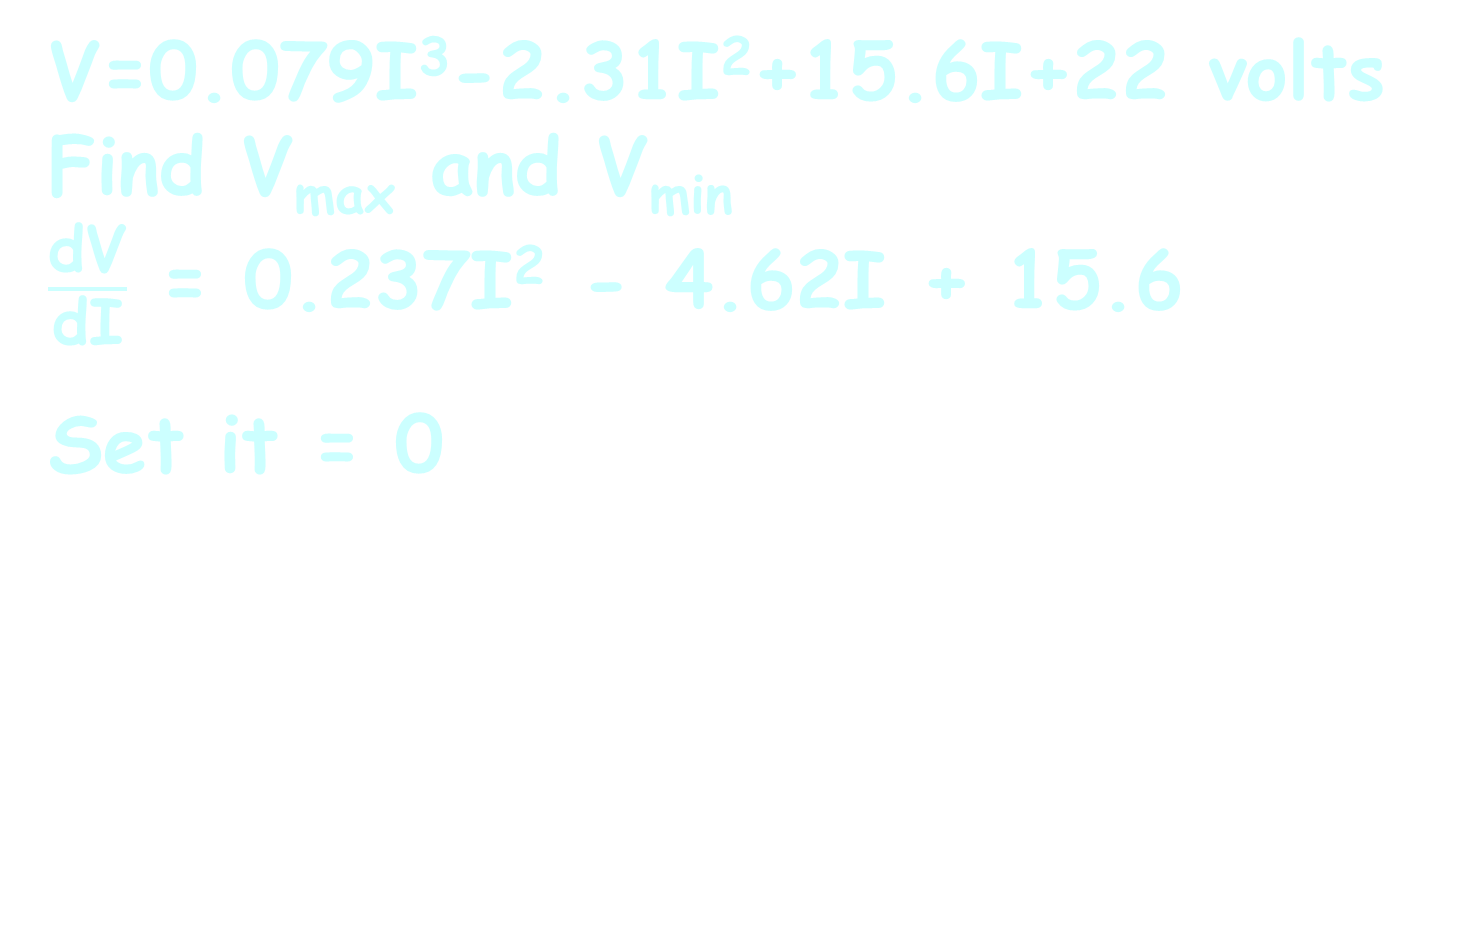 V=0.079I³-2.31I²+15.6I+22 volts
Find Vₘₐₓ and Vₘᵢₙ
dV/dI = 0.237I² - 4.62I + 15.6
Set it = 0